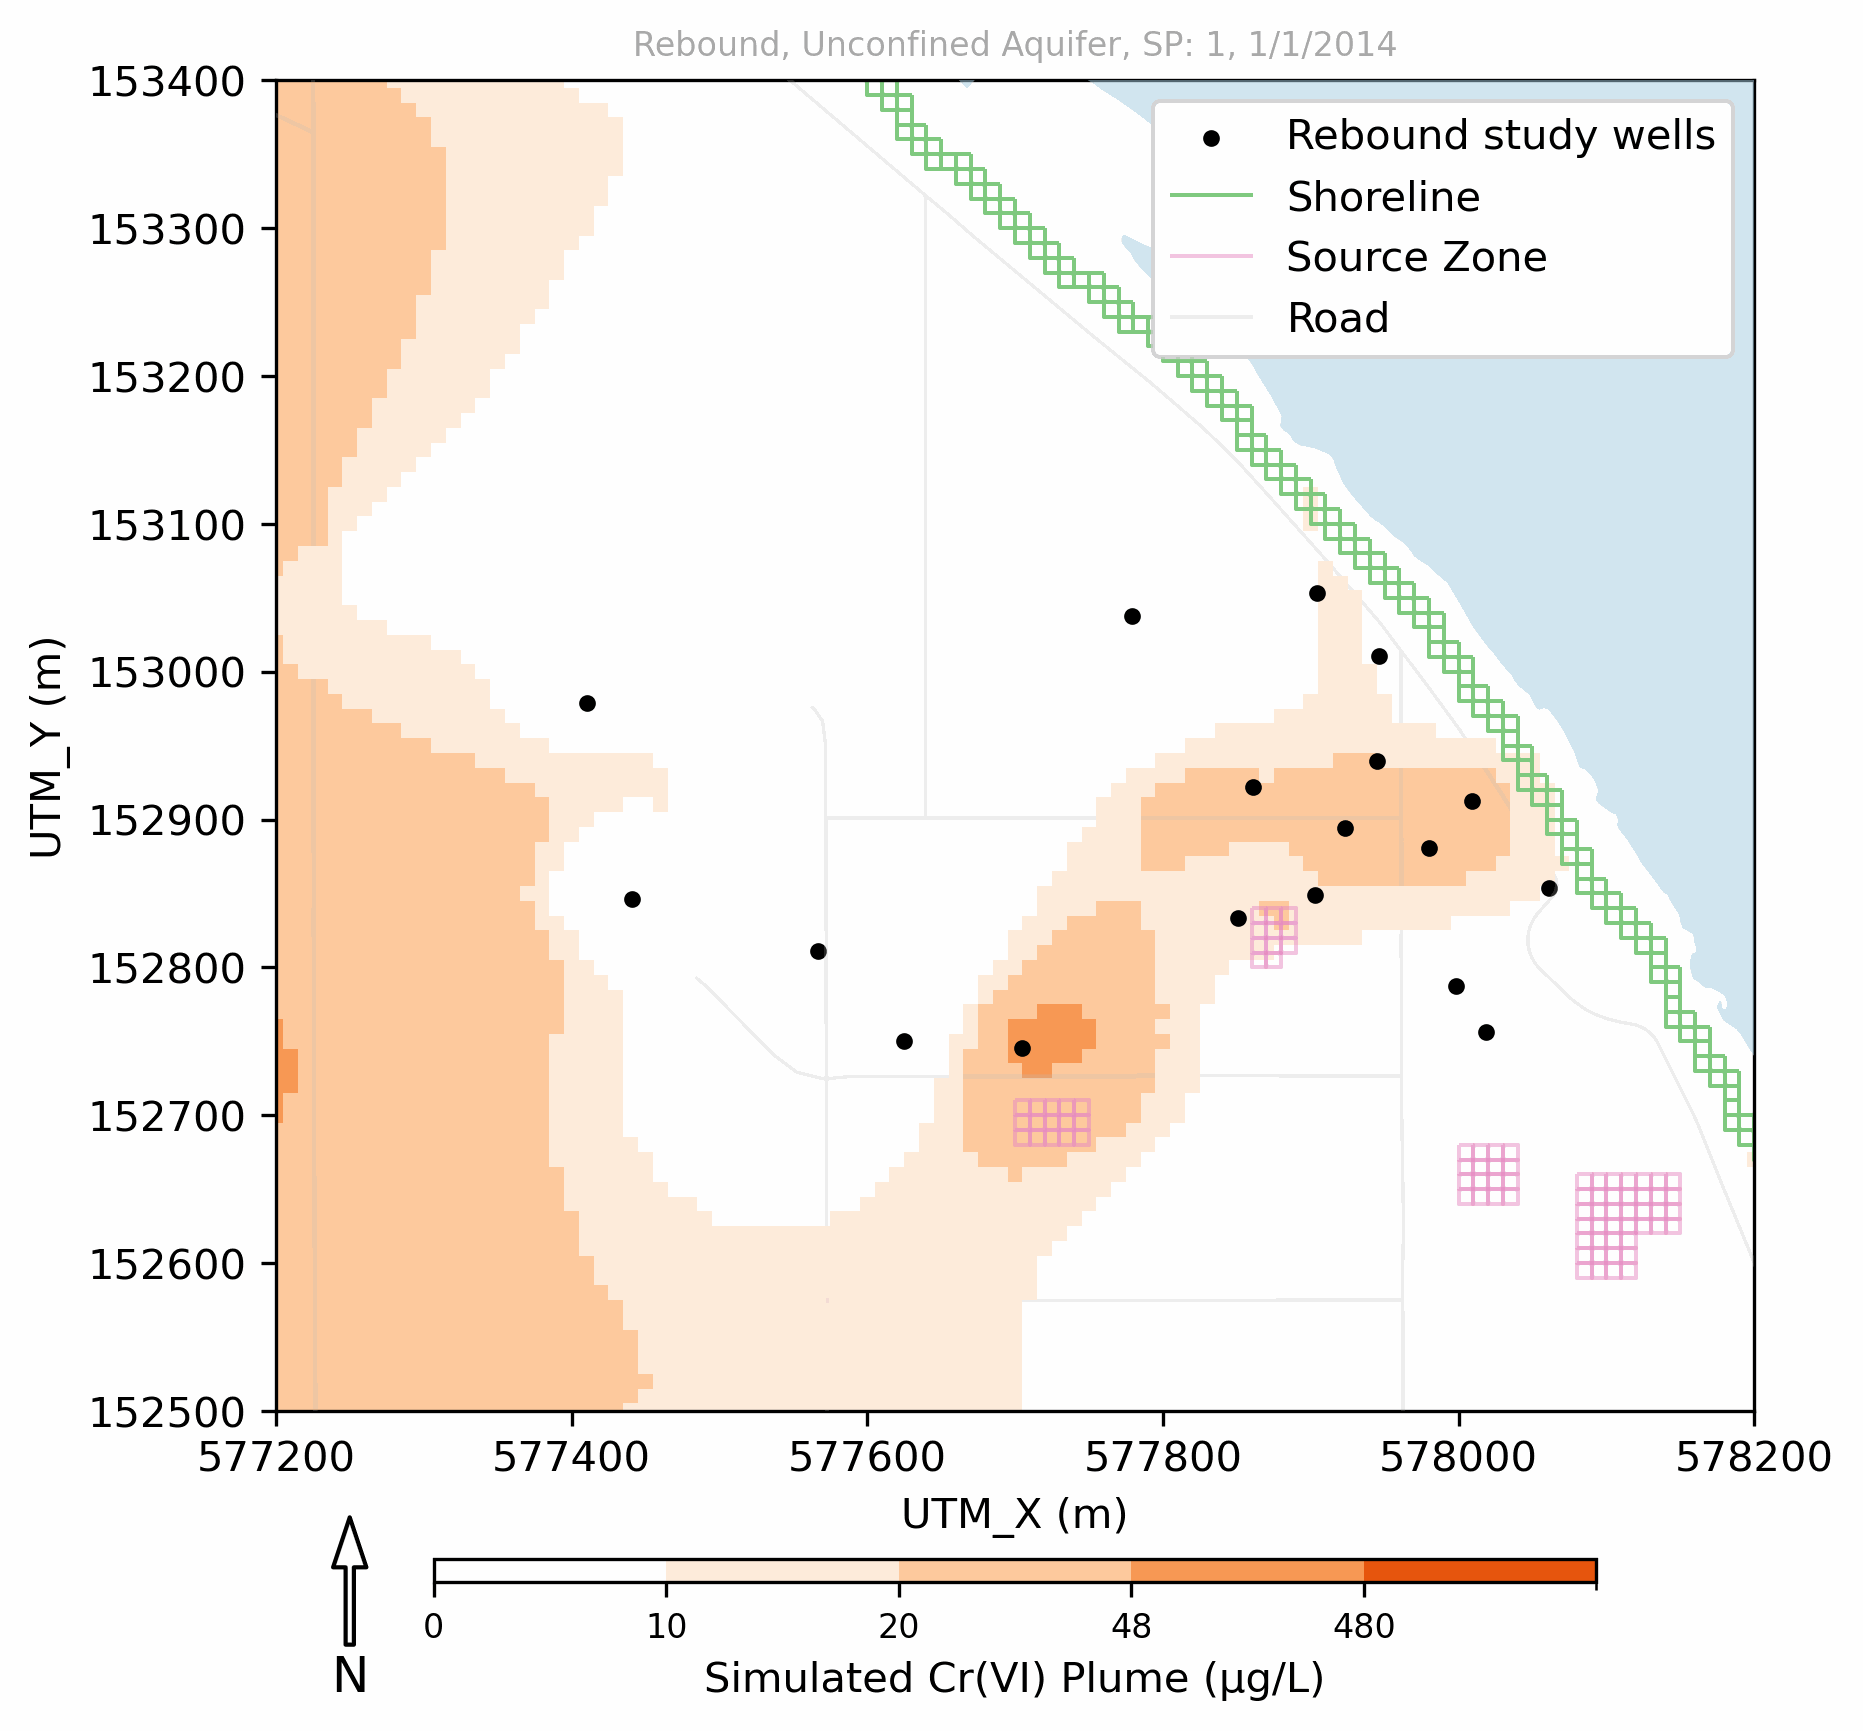 Rebound, Unconfined Aquifer, SP: 1, 1/1/2014
Rebound study wells
Shoreline
Source Zone
Road
153400
153300
153200
153100
153000
152900
152800
152700
152600
152500
UTM_Y (m)
577200 577400 577600 577800 578000 578200
UTM_X (m)
0 10 20 48 480
Simulated Cr(VI) Plume (μg/L)
N